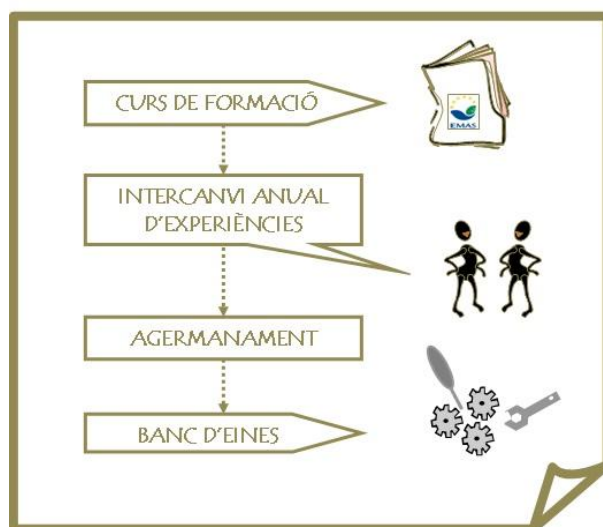 CURS DE FORMACIÓ
EMAS
INTERCANVI ANUAL
D'EXPERIÈNCIES
AGERMANAMENT
BANC D'EINES